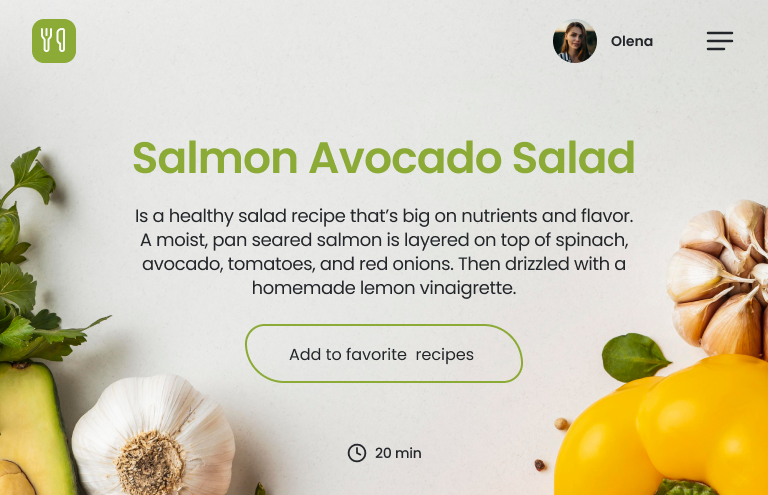 Olena
Salmon Avocado Salad
Is a healthy salad recipe that’s big on nutrients and flavor.
A moist, pan seared salmon is layered on top of spinach,
avocado, tomatoes, and red onions. Then drizzled with a
homemade lemon vinaigrette.
Add to favorite  recipes
20 min